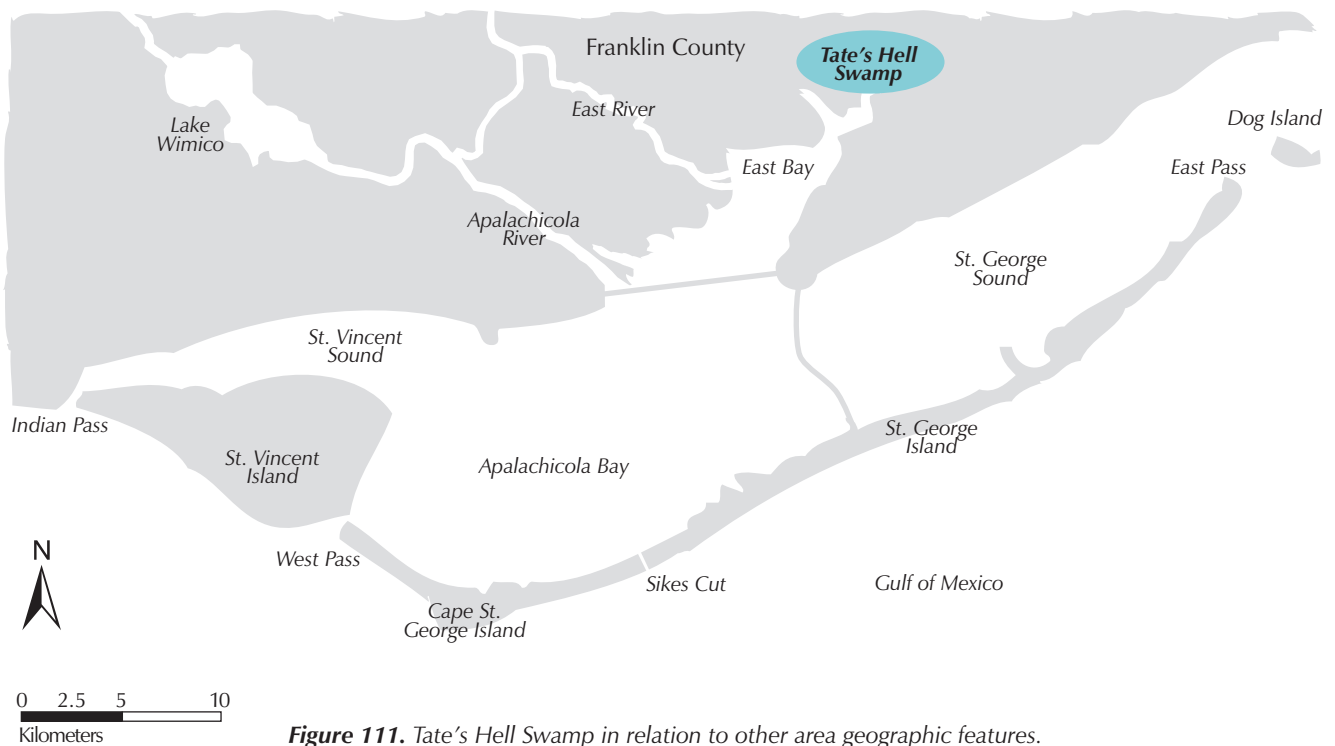 Franklin County
Tate's Hell
Swamp
East River
Lake
Wimico
Dog Island
East Bay
East Pass
Apalachicola
River
St. George
Sound
St. Vincent
Sound
Indian Pass
St. George
Island
St. Vincent
Island
Apalachicola Bay
N
West Pass
Sikes Cut
Gulf of Mexico
Cape St.
George Island
0 2.5 5 10
Kilometers
Figure 111. Tate's Hell Swamp in relation to other area geographic features.